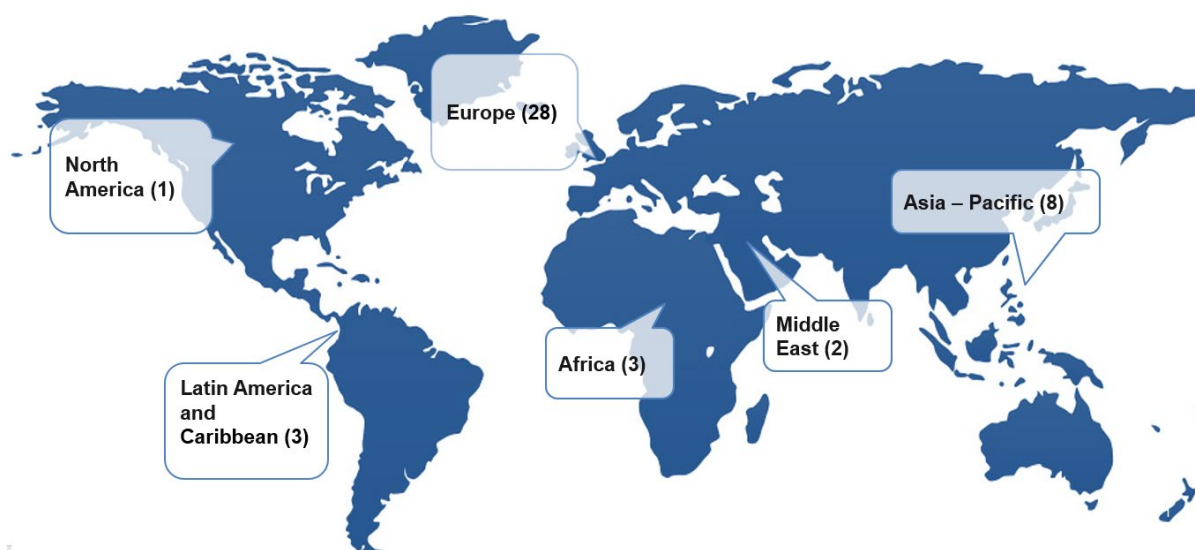 Europe (28)
North
America (1)
Asia – Pacific (8)
Middle
East (2)
Africa (3)
Latin America
and
Caribbean (3)